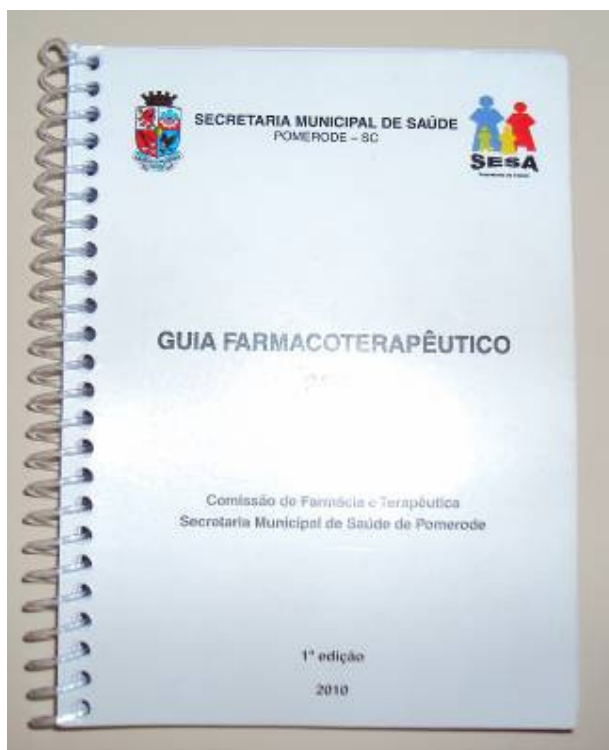 SECRETARIA MUNICIPAL DE SAÚDE
POMERODE – SC
SESA
GUIA FARMACOTERAPÊUTICO
Comissão de Farmácia e Terapêutica
Secretaria Municipal de Saúde de Pomerode
1ª edição
2010